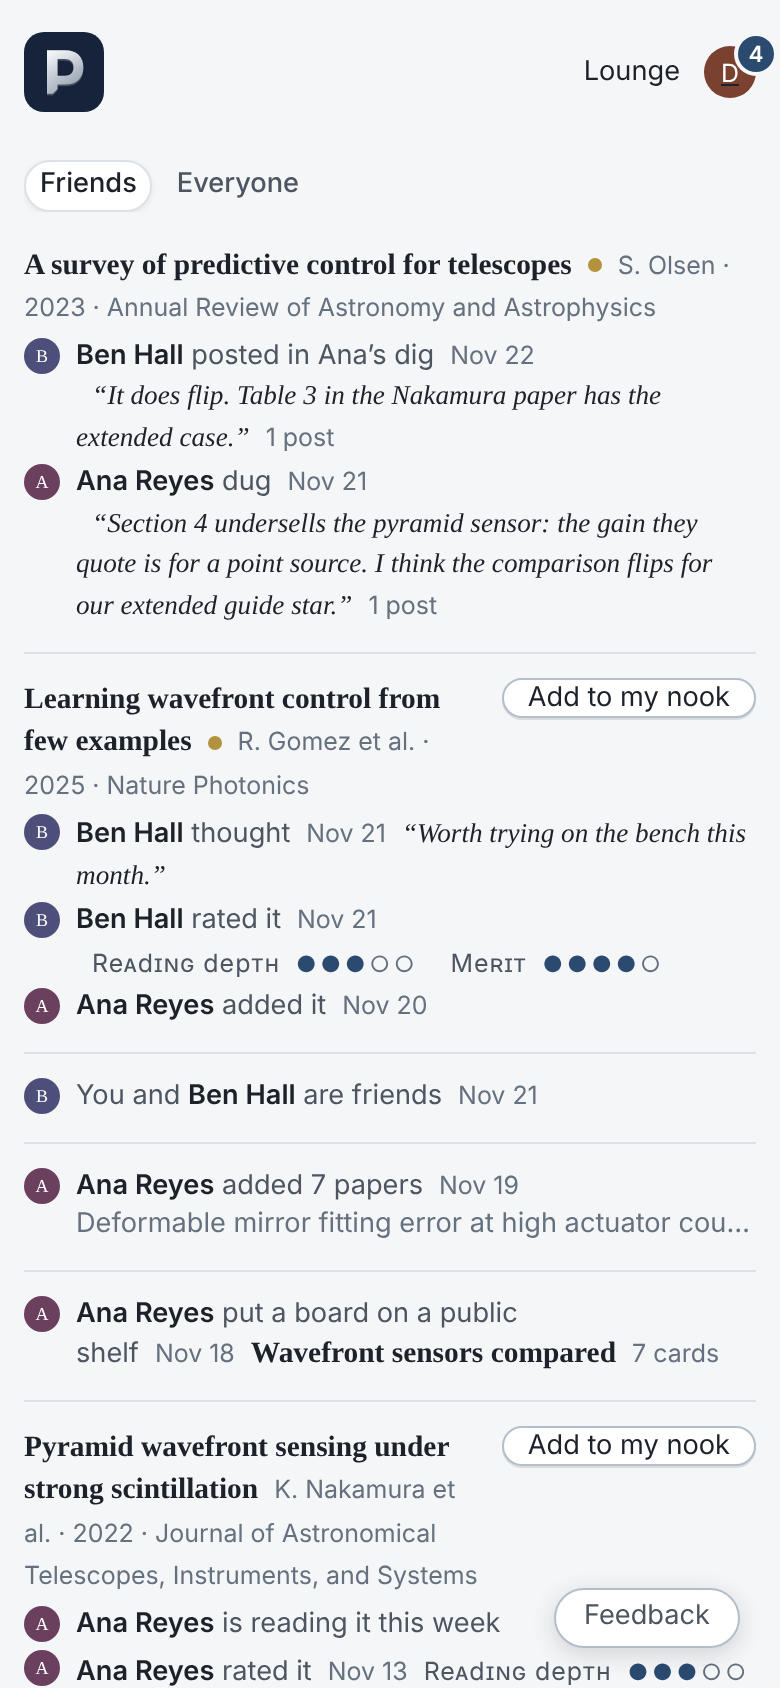 P
Lounge
D
4
Friends
Everyone
A survey of predictive control for telescopes S. Olsen ·
2023 · Annual Review of Astronomy and Astrophysics
B Ben Hall posted in Ana’s dig Nov 22
“It does flip. Table 3 in the Nakamura paper has the
extended case.” 1 post
A Ana Reyes dug Nov 21
“Section 4 undersells the pyramid sensor: the gain they
quote is for a point source. I think the comparison flips for
our extended guide star.” 1 post
Learning wavefront control from
few examples R. Gomez et al. ·
2025 · Nature Photonics
Add to my nook
B Ben Hall thought Nov 21 “Worth trying on the bench this
month.”
B Ben Hall rated it Nov 21
Reading depth Merit
A Ana Reyes added it Nov 20
B You and Ben Hall are friends Nov 21
A Ana Reyes added 7 papers Nov 19
Deformable mirror fitting error at high actuator cou…
A Ana Reyes put a board on a public
shelf Nov 18 Wavefront sensors compared 7 cards
Pyramid wavefront sensing under
strong scintillation K. Nakamura et
al. · 2022 · Journal of Astronomical
Telescopes, Instruments, and Systems
Add to my nook
A Ana Reyes is reading it this week
Feedback
A Ana Reyes rated it Nov 13 Reading depth